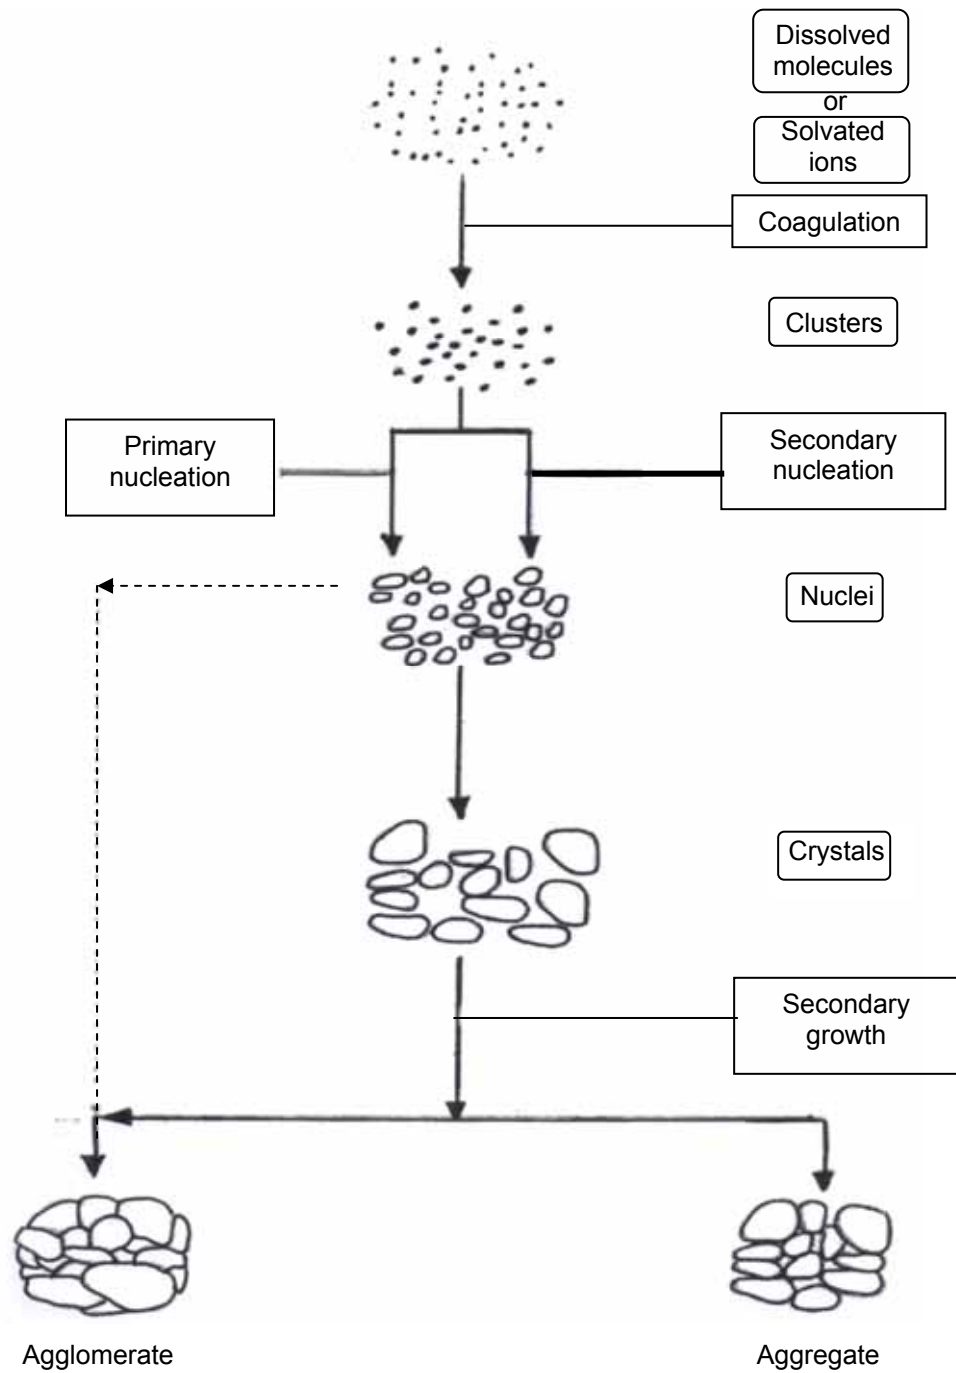 Dissolved
molecules
or
Solvated
ions
Coagulation
Clusters
Primary
nucleation
Secondary
nucleation
Nuclei
Crystals
Secondary
growth
Agglomerate
Aggregate